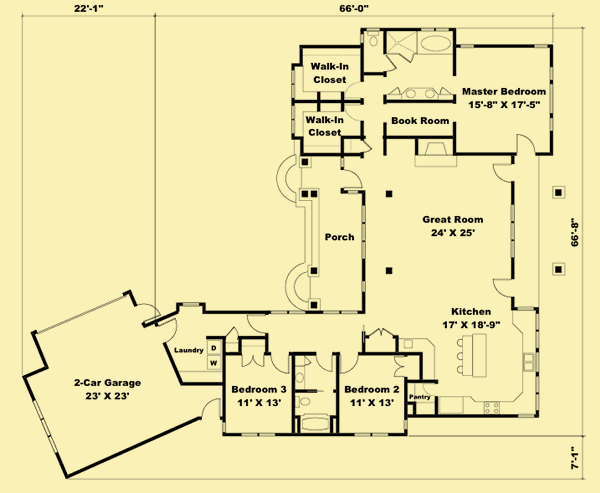 22'-1"
66'-0"
Walk-In
Closet
Master Bedroom
15'-8" X 17'-5"
Walk-In
Closet
Book Room
Great Room
24' X 25'
Porch
66'-8"
Kitchen
17' X 18'-9"
Laundry
D
W
2-Car Garage
23' X 23'
Bedroom 3
11' X 13'
Bedroom 2
11' X 13'
Pantry
7'-1"